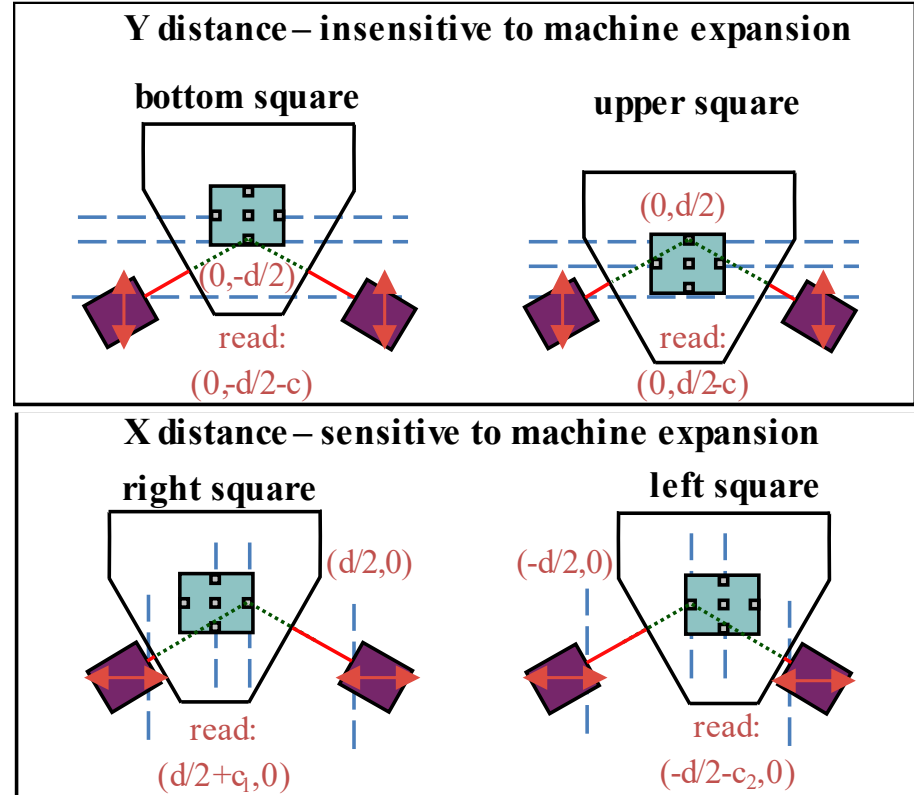 Y distance – insensitive to machine expansion
bottom square
upper square
(0,-d/2)
read:
(0,-d/2-c)
(0,d/2)
read:
(0,d/2-c)
X distance – sensitive to machine expansion
right square
left square
(d/2,0)
read:
(d/2+c₁,0)
(-d/2,0)
read:
(-d/2-c₂,0)